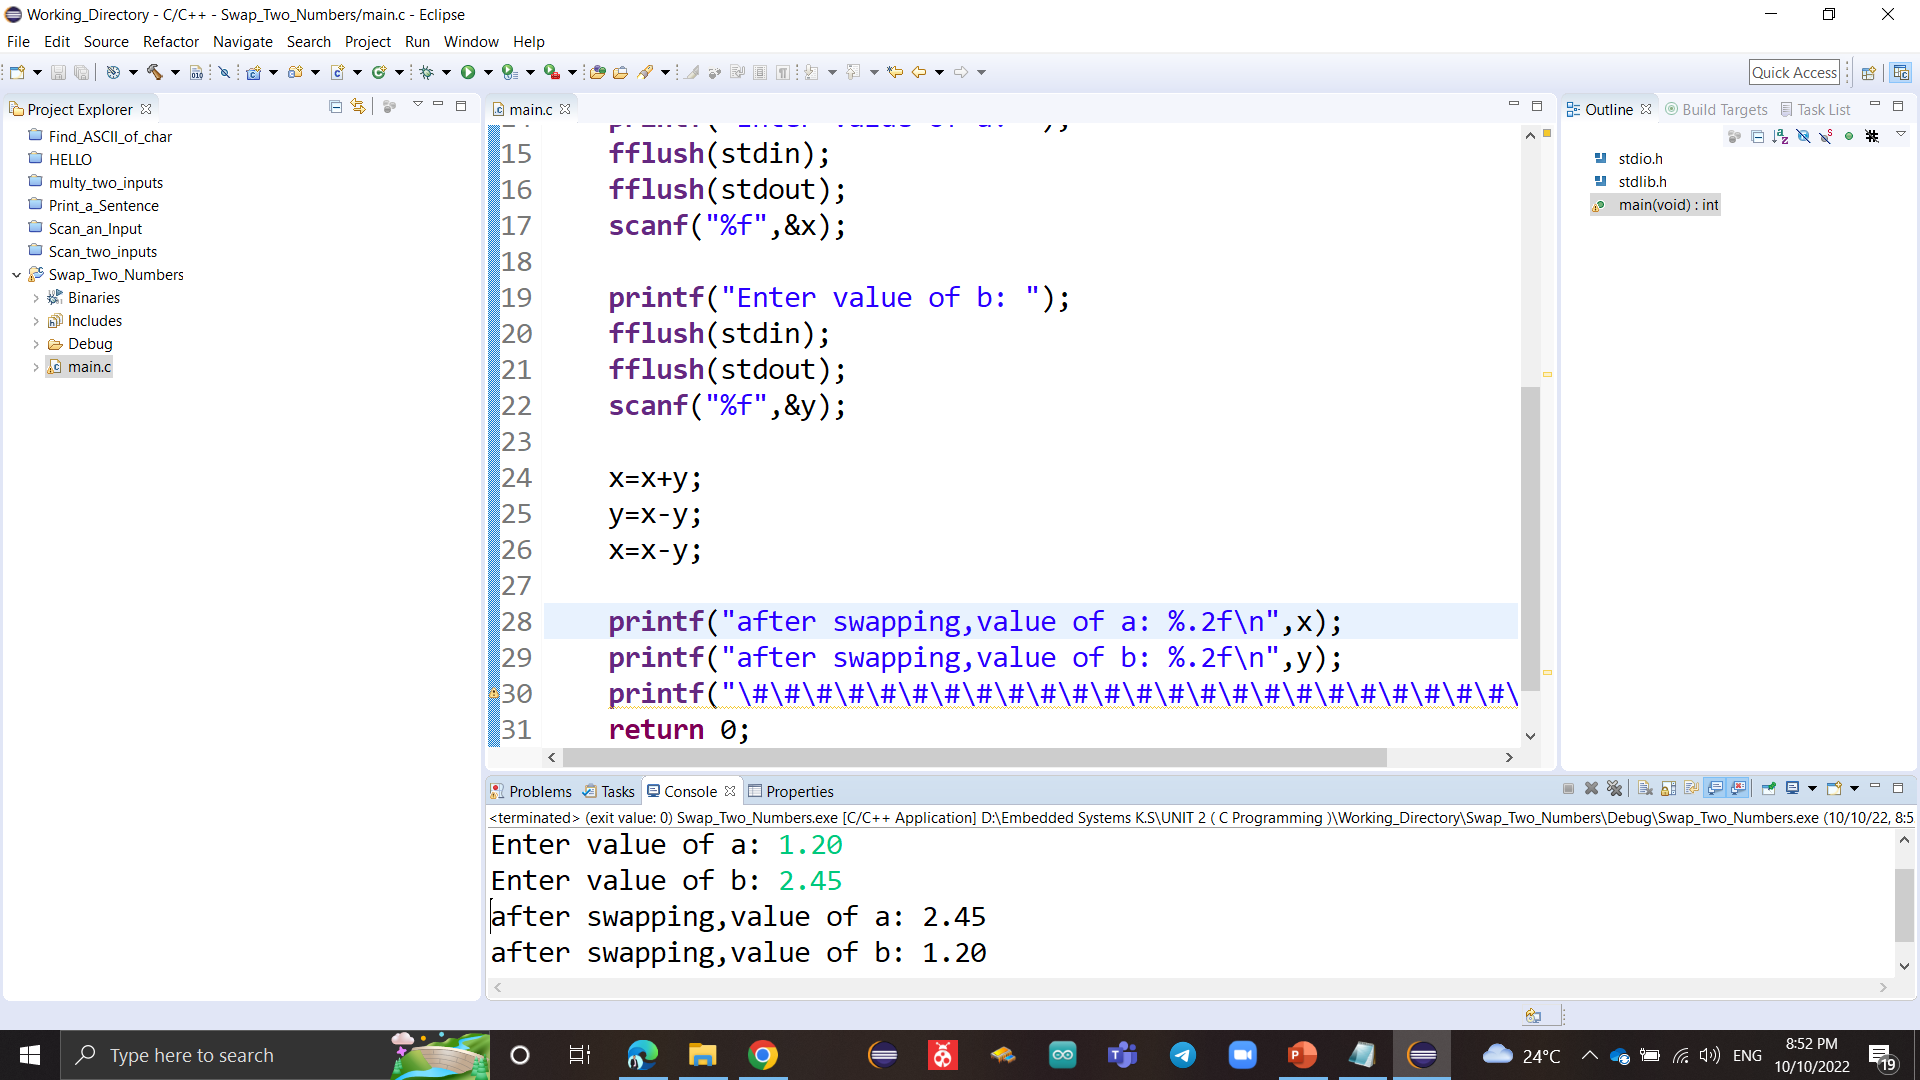 Working_Directory - C/C++ - Swap_Two_Numbers/main.c - Eclipse
File Edit Source Refactor Navigate Search Project Run Window Help
Quick Access
Project Explorer
Find_ASCII_of_char
HELLO
multy_two_inputs
Print_a_Sentence
Scan_an_Input
Scan_two_inputs
Swap_Two_Numbers
Binaries
Includes
Debug
main.c
main.c
15 fflush(stdin);
16 fflush(stdout);
17 scanf("%f",&x);
18
19 printf("Enter value of b: ");
20 fflush(stdin);
21 fflush(stdout);
22 scanf("%f",&y);
23
24 x=x+y;
25 y=x-y;
26 x=x-y;
27
28 printf("after swapping,value of a: %.2f\n",x);
29 printf("after swapping,value of b: %.2f\n",y);
30 printf("\#\#\#\#\#\#\#\#\#\#\#\#\#\#\#\#\#\#\#\#\#\#\#\#\
31 return 0;
Outline Build Targets Task List
stdio.h
stdlib.h
main(void) : int
Problems Tasks Console Properties
<terminated> (exit value: 0) Swap_Two_Numbers.exe [C/C++ Application] D:\Embedded Systems K.S\UNIT 2 ( C Programming )\Working_Directory\Swap_Two_Numbers\Debug\Swap_Two_Numbers.exe (10/10/22, 8:5
Enter value of a: 1.20
Enter value of b: 2.45
after swapping,value of a: 2.45
after swapping,value of b: 1.20
Type here to search
24°C
ENG
8:52 PM
10/10/2022
19